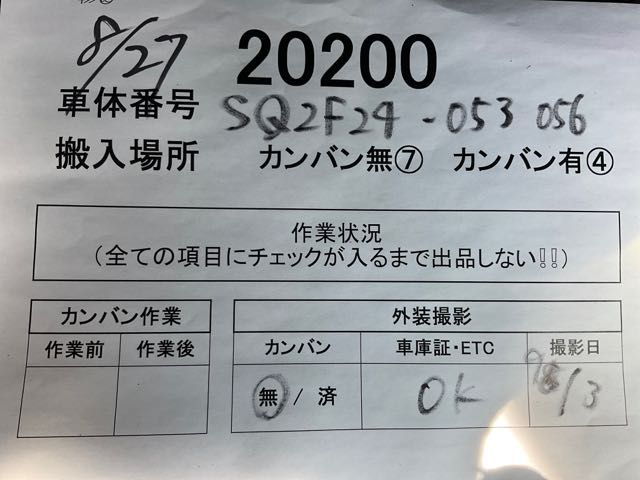 8/27
20200
車体番号 SQ2F24-053056
搬入場所 カンバン無⑦ カンバン有④
作業状況
(全ての項目にチェックが入るまで出品しない!!)
カンバン作業 外装撮影
作業前 作業後 カンバン 車庫証・ETC 撮影日
無 / 済 OK /3